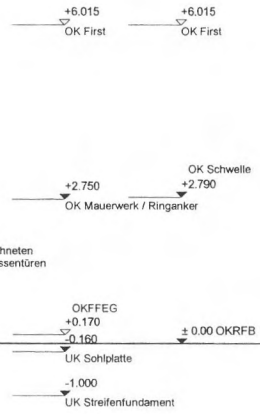 +6.015 +6.015
OK First OK First
OK Schwelle
+2.750 +2.790
OK Mauerwerk / Ringanker
hneten
ssentüren
OKFFEG
+0.170
-0.160 ± 0.00 OKRFB
UK Sohlplatte
-1.000
UK Streifenfundament